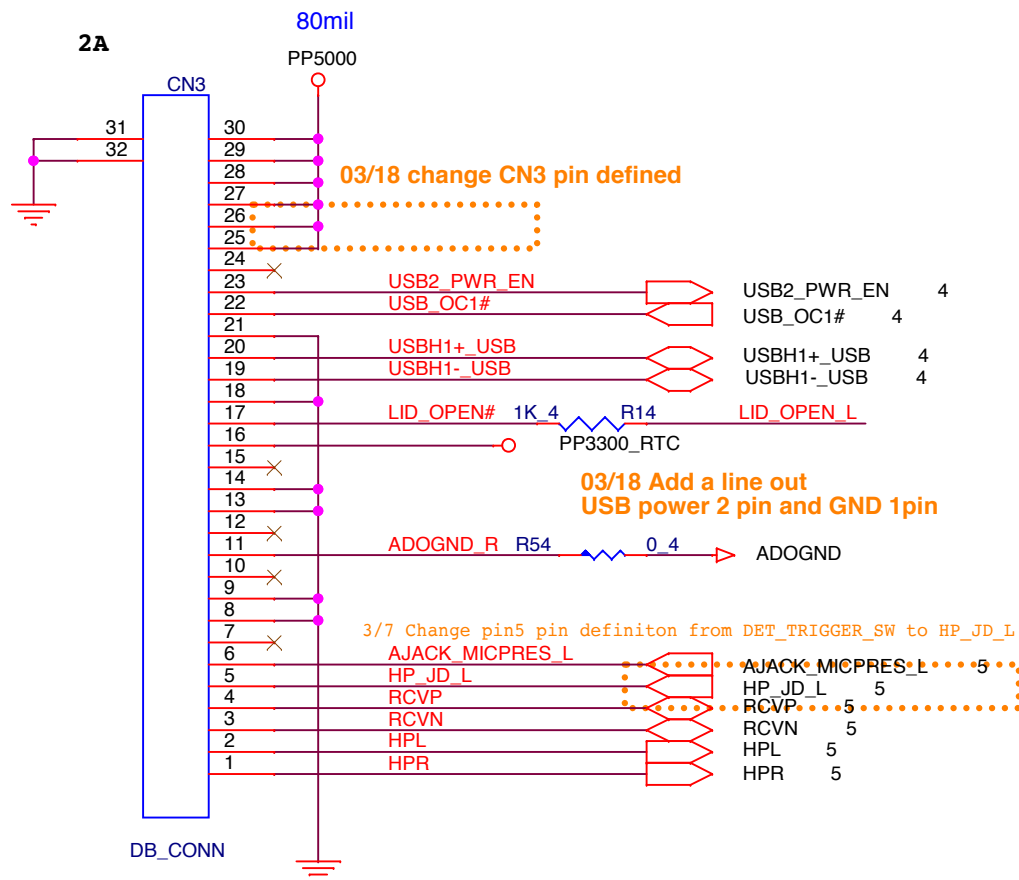 80mil
2A
PP5000
CN3
31
32
30
29
28
03/18 change CN3 pin defined
27
26
25
24
23 USB2_PWR_EN USB2_PWR_EN 4
22 USB_OC1# USB_OC1# 4
21
20 USBH1+_USB USBH1+_USB 4
19 USBH1-_USB USBH1-_USB 4
18
17 LID_OPEN# 1K_4 R14 LID_OPEN_L
16 PP3300_RTC
15
03/18 Add a line out
14
USB power 2 pin and GND 1pin
13
12
11 ADOGND_R R54 0_4 ADOGND
10
9
8
3/7 Change pin5 pin definiton from DET_TRIGGER_SW to HP_JD_L
7
6 AJACK_MICPRES_L AJACK_MICPRES_L 5
5 HP_JD_L HP_JD_L 5
4 RCVP RCVP 5
3 RCVN RCVN 5
2 HPL HPL 5
1 HPR HPR 5
DB_CONN